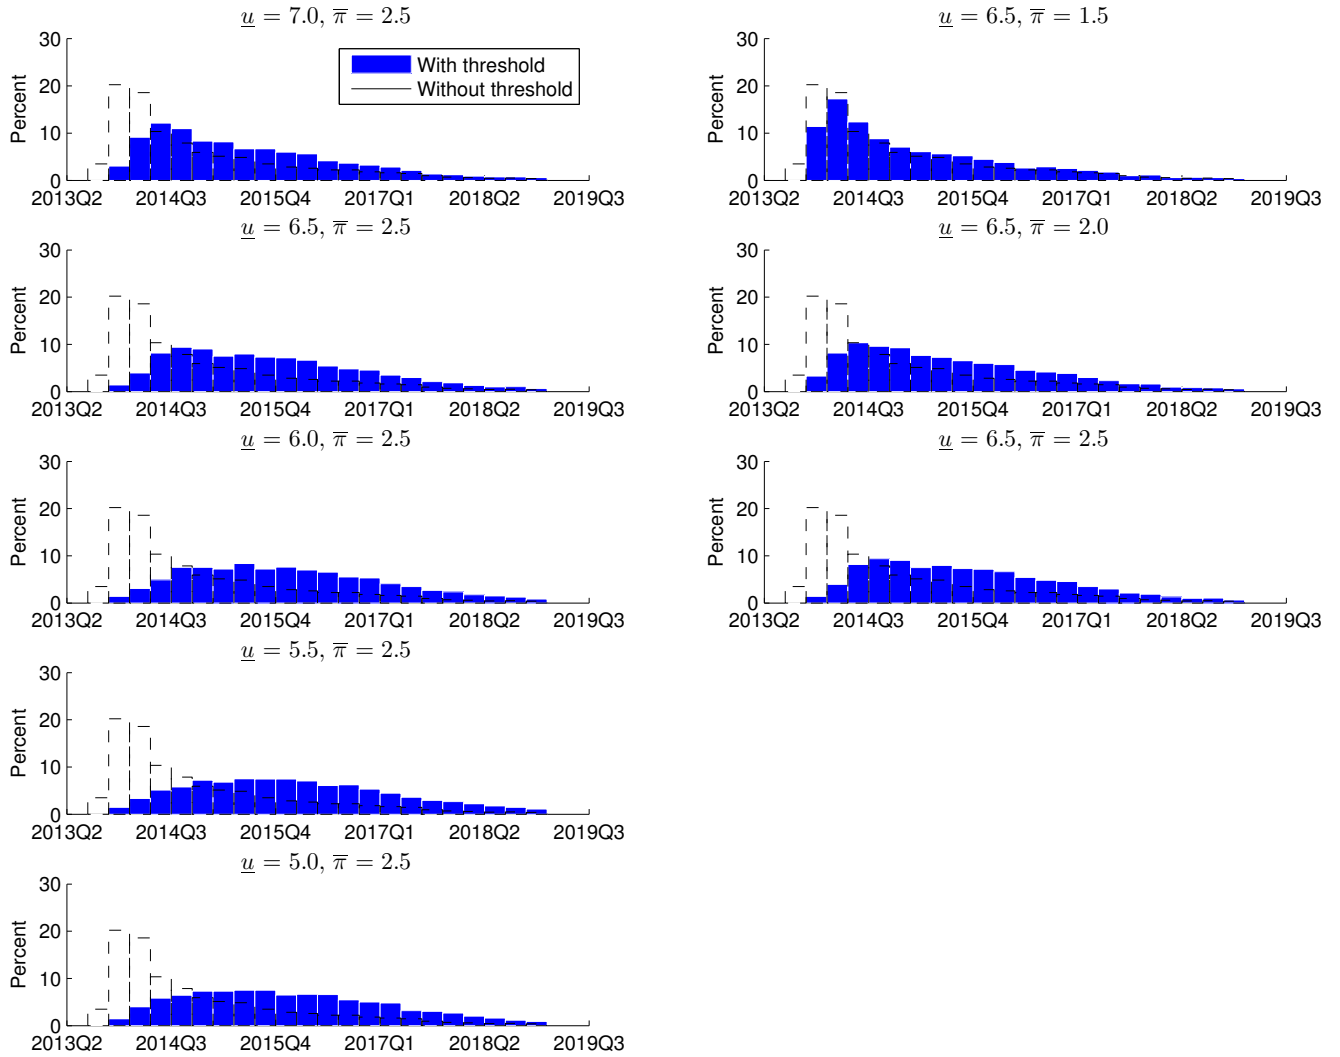 u = 7.0, π̅ = 2.5
30
20
10
0
Percent
With threshold
Without threshold
2013Q2 2014Q3 2015Q4 2017Q1 2018Q2 2019Q3
u = 6.5, π̅ = 1.5
30
20
10
0
Percent
2013Q2 2014Q3 2015Q4 2017Q1 2018Q2 2019Q3
u = 6.5, π̅ = 2.5
30
20
10
0
Percent
2013Q2 2014Q3 2015Q4 2017Q1 2018Q2 2019Q3
u = 6.5, π̅ = 2.0
30
20
10
0
Percent
2013Q2 2014Q3 2015Q4 2017Q1 2018Q2 2019Q3
u = 6.0, π̅ = 2.5
30
20
10
0
Percent
2013Q2 2014Q3 2015Q4 2017Q1 2018Q2 2019Q3
u = 6.5, π̅ = 2.5
30
20
10
0
Percent
2013Q2 2014Q3 2015Q4 2017Q1 2018Q2 2019Q3
u = 5.5, π̅ = 2.5
30
20
10
0
Percent
2013Q2 2014Q3 2015Q4 2017Q1 2018Q2 2019Q3
u = 5.0, π̅ = 2.5
30
20
10
0
Percent
2013Q2 2014Q3 2015Q4 2017Q1 2018Q2 2019Q3